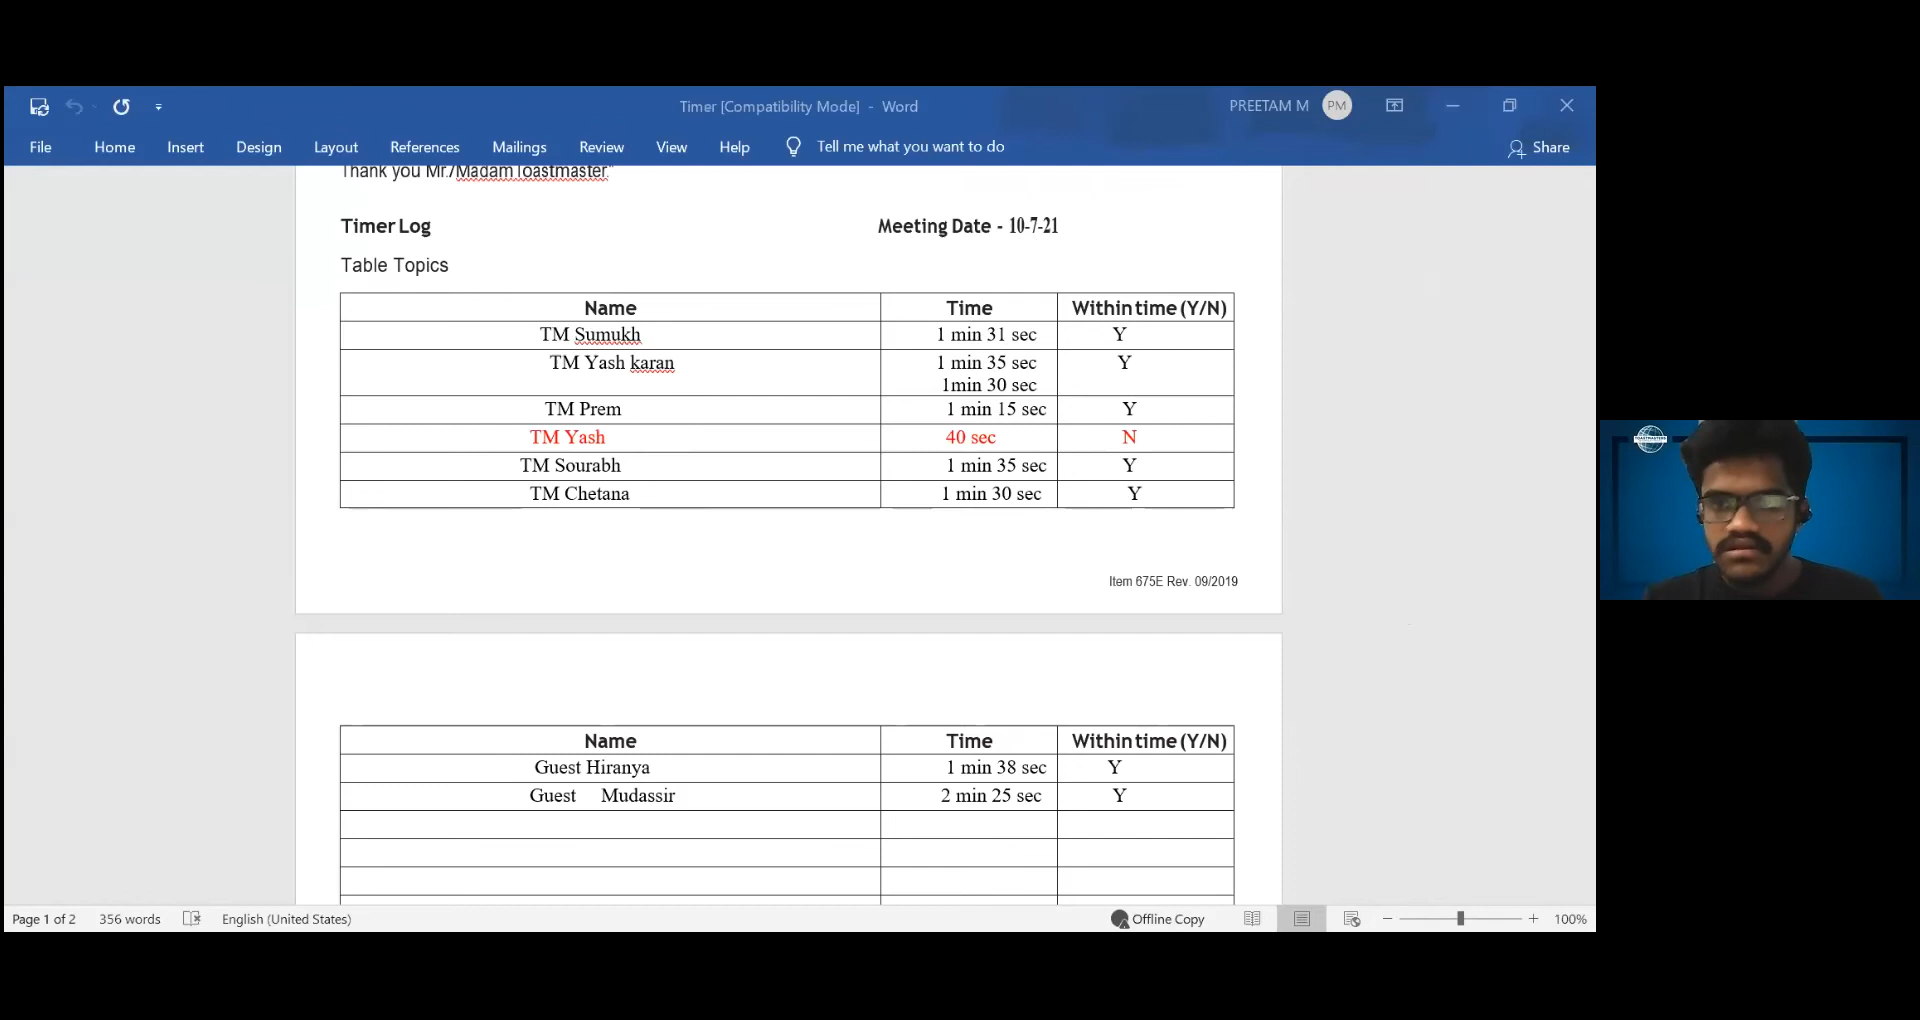 Timer [Compatibility Mode] - Word
PREETAM M
PM
File
Home
Insert
Design
Layout
References
Mailings
Review
View
Help
Tell me what you want to do
Share
Thank you Mr./MadamToastmaster."
Timer Log
Meeting Date - 10-7-21
Table Topics
Name Time Within time (Y/N)
TM Sumukh 1 min 31 sec Y
TM Yash karan 1 min 35 sec Y
1min 30 sec
TM Prem 1 min 15 sec Y
TM Yash 40 sec N
TM Sourabh 1 min 35 sec Y
TM Chetana 1 min 30 sec Y
Item 675E Rev. 09/2019
TOASTMASTERS
Name Time Within time (Y/N)
Guest Hiranya 1 min 38 sec Y
Guest Mudassir 2 min 25 sec Y
Page 1 of 2
356 words
English (United States)
Offline Copy
100%